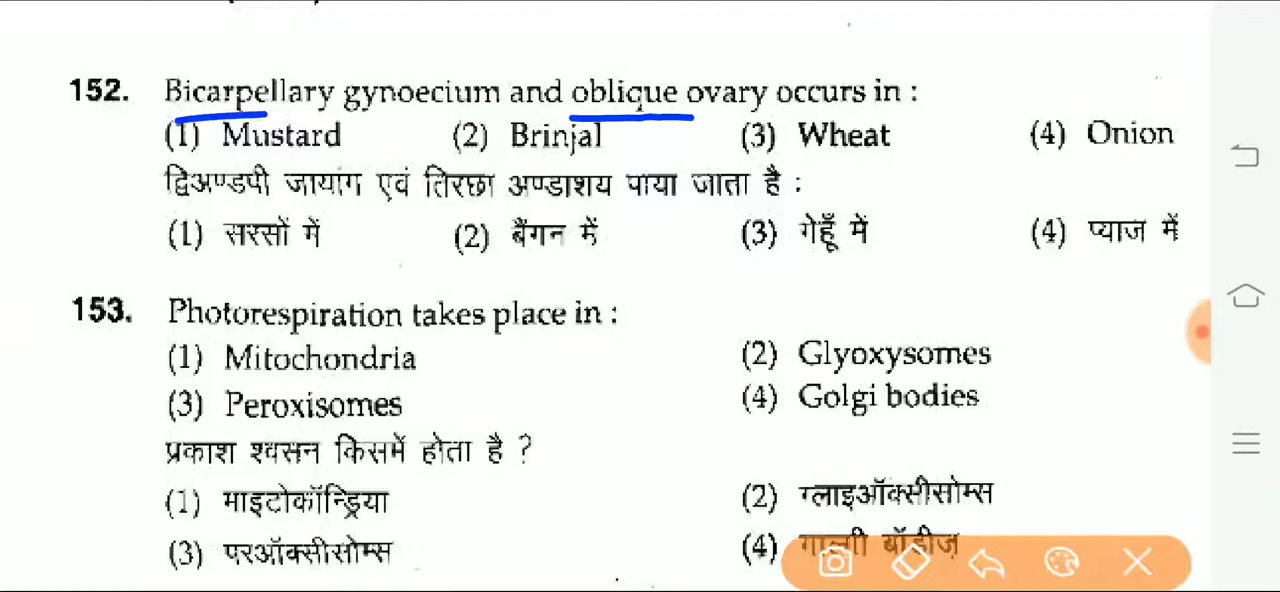 152. Bicarpellary gynoecium and oblique ovary occurs in :
(1) Mustard (2) Brinjal (3) Wheat (4) Onion
द्विअण्डपी जायांग एवं तिरछा अण्डाशय पाया जाता है :
(1) सरसों में (2) बैंगन में (3) गेहूँ में (4) प्याज में
153. Photorespiration takes place in :
(1) Mitochondria (2) Glyoxysomes
(3) Peroxisomes (4) Golgi bodies
प्रकाश श्वसन किसमें होता है ?
(1) माइटोकॉन्ड्रिया (2) ग्लाइऑक्सीसोम्स
(3) परऑक्सीसोम्स (4) बॉडीज़